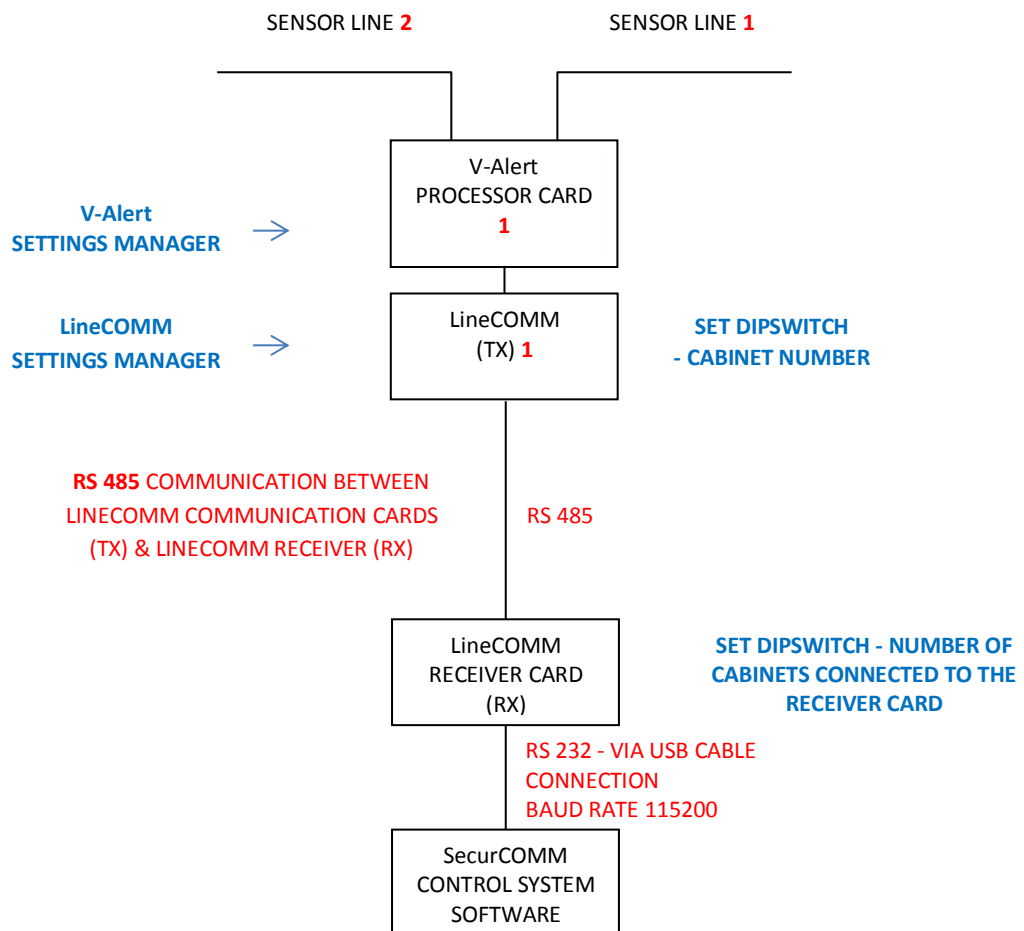 SENSOR LINE 2
SENSOR LINE 1
V-Alert
PROCESSOR CARD
1
V-Alert
SETTINGS MANAGER
LineCOMM
(TX) 1
LineCOMM
SETTINGS MANAGER
SET DIPSWITCH
- CABINET NUMBER
RS 485 COMMUNICATION BETWEEN
LINECOMM COMMUNICATION CARDS
(TX) & LINECOMM RECEIVER (RX)
RS 485
LineCOMM
RECEIVER CARD
(RX)
SET DIPSWITCH - NUMBER OF
CABINETS CONNECTED TO THE
RECEIVER CARD
RS 232 - VIA USB CABLE
CONNECTION
BAUD RATE 115200
SecurCOMM
CONTROL SYSTEM
SOFTWARE